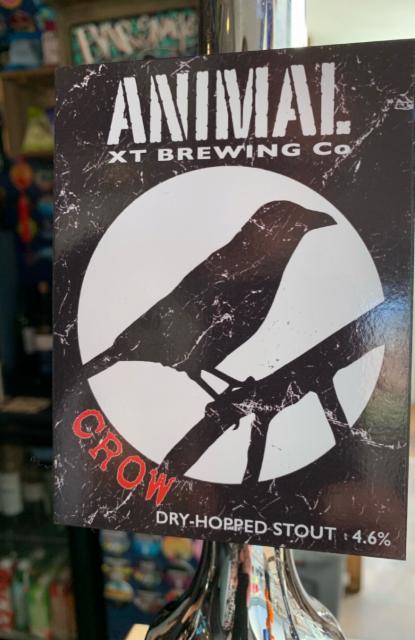 ANIMAL
XT BREWING Co
CROW
DRY-HOPPED STOUT : 4.6%